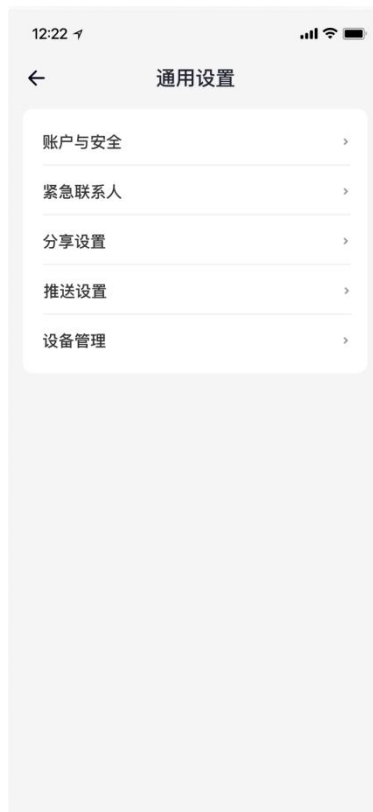 12:22
通用设置
账户与安全
紧急联系人
分享设置
推送设置
设备管理